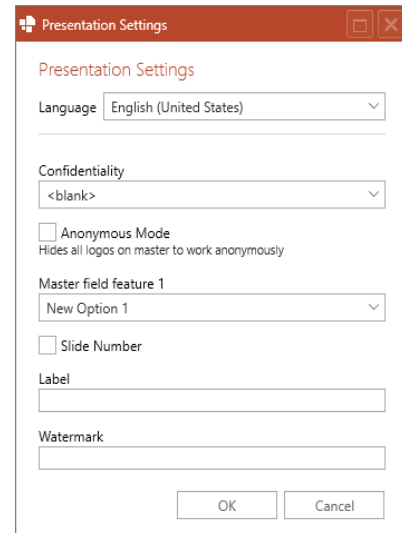 Presentation Settings
Presentation Settings
Language English (United States)
Confidentiality
<blank>
Anonymous Mode
Hides all logos on master to work anonymously
Master field feature 1
New Option 1
Slide Number
Label
Watermark
OK Cancel